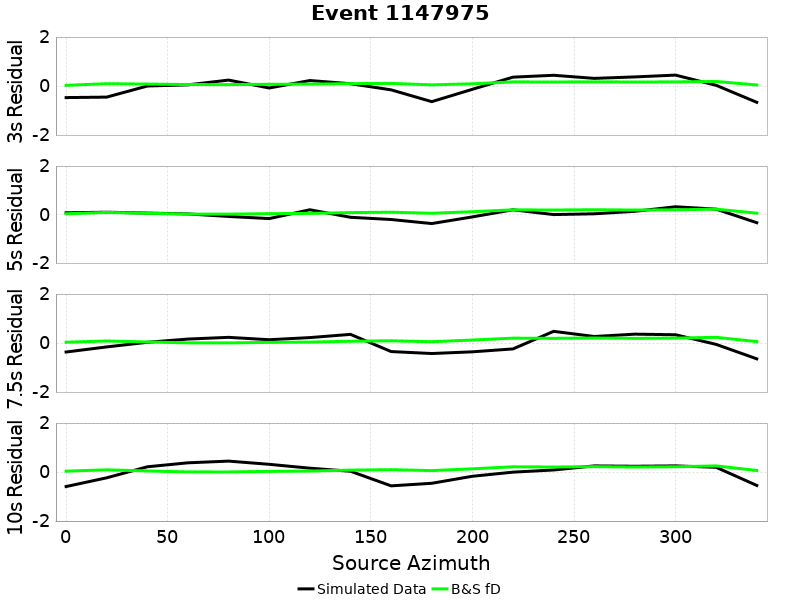 Event 1147975
3s Residual
2
0
-2
5s Residual
2
0
-2
7.5s Residual
2
0
-2
10s Residual
2
0
-2
0 50 100 150 200 250 300
Source Azimuth
Simulated Data B&S fD